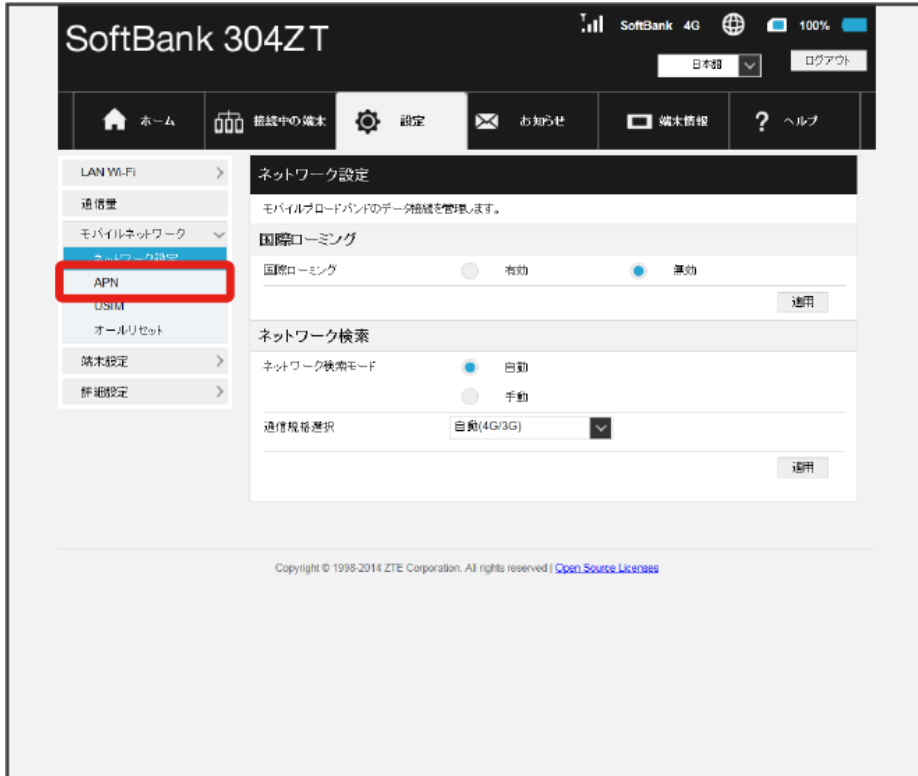 SoftBank 304ZT
SoftBank 4G 100%
日本語 ログアウト
ホーム 接続中の端末 設定 お知らせ 端末情報 ? ヘルプ
LAN Wi-Fi
通信量
モバイルネットワーク
ネットワーク設定
APN
USIM
オールリセット
端末設定
詳細設定
ネットワーク設定
モバイルブロードバンドのデータ接続を管理します。
国際ローミング
国際ローミング 有効 無効
適用
ネットワーク検索
ネットワーク検索モード 自動
手動
通信規格選択 自動(4G/3G)
適用
Copyright © 1998-2014 ZTE Corporation. All rights reserved | Open Source Licenses